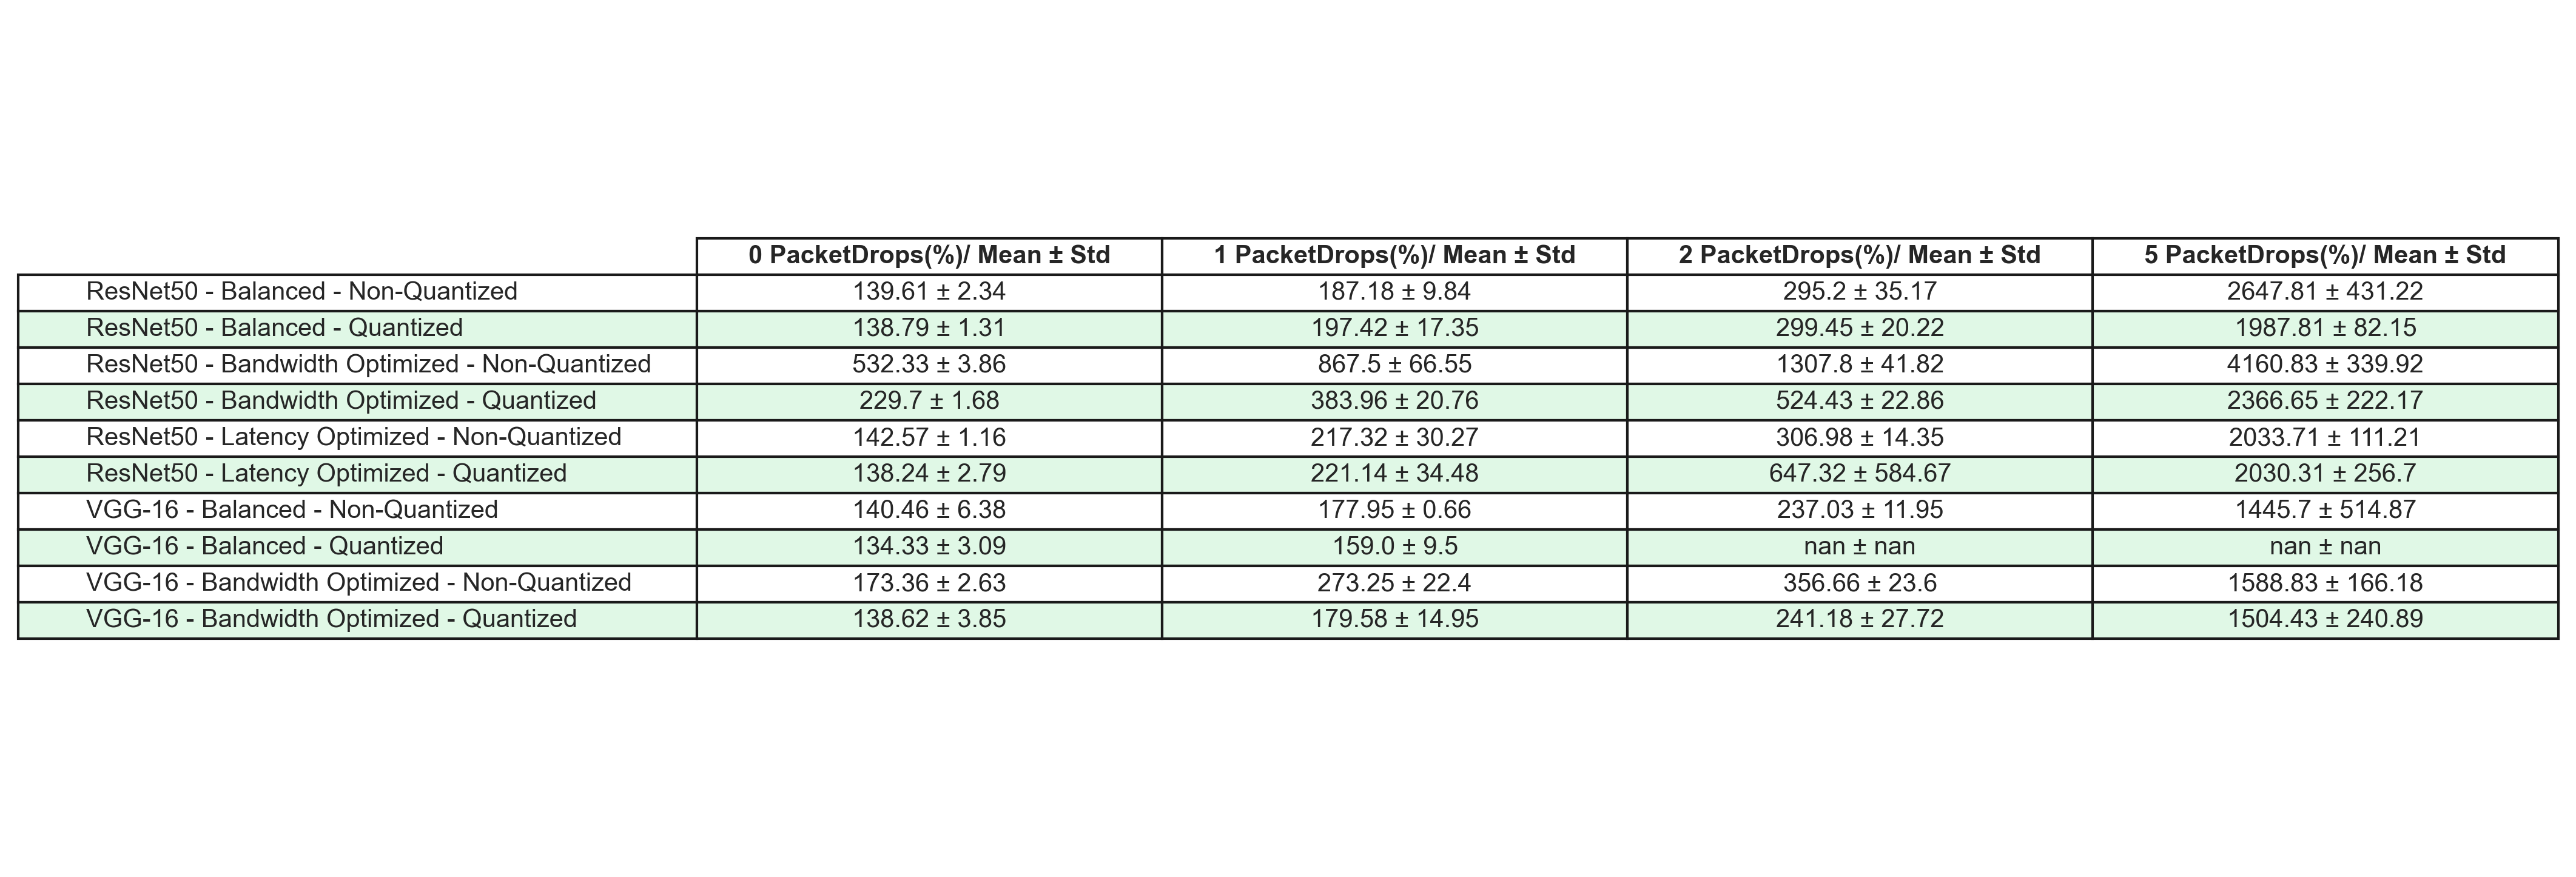 0 PacketDrops(%)/ Mean ± Std 1 PacketDrops(%)/ Mean ± Std 2 PacketDrops(%)/ Mean ± Std 5 PacketDrops(%)/ Mean ± Std
ResNet50 - Balanced - Non-Quantized 139.61 ± 2.34 187.18 ± 9.84 295.2 ± 35.17 2647.81 ± 431.22
ResNet50 - Balanced - Quantized 138.79 ± 1.31 197.42 ± 17.35 299.45 ± 20.22 1987.81 ± 82.15
ResNet50 - Bandwidth Optimized - Non-Quantized 532.33 ± 3.86 867.5 ± 66.55 1307.8 ± 41.82 4160.83 ± 339.92
ResNet50 - Bandwidth Optimized - Quantized 229.7 ± 1.68 383.96 ± 20.76 524.43 ± 22.86 2366.65 ± 222.17
ResNet50 - Latency Optimized - Non-Quantized 142.57 ± 1.16 217.32 ± 30.27 306.98 ± 14.35 2033.71 ± 111.21
ResNet50 - Latency Optimized - Quantized 138.24 ± 2.79 221.14 ± 34.48 647.32 ± 584.67 2030.31 ± 256.7
VGG-16 - Balanced - Non-Quantized 140.46 ± 6.38 177.95 ± 0.66 237.03 ± 11.95 1445.7 ± 514.87
VGG-16 - Balanced - Quantized 134.33 ± 3.09 159.0 ± 9.5 nan ± nan nan ± nan
VGG-16 - Bandwidth Optimized - Non-Quantized 173.36 ± 2.63 273.25 ± 22.4 356.66 ± 23.6 1588.83 ± 166.18
VGG-16 - Bandwidth Optimized - Quantized 138.62 ± 3.85 179.58 ± 14.95 241.18 ± 27.72 1504.43 ± 240.89